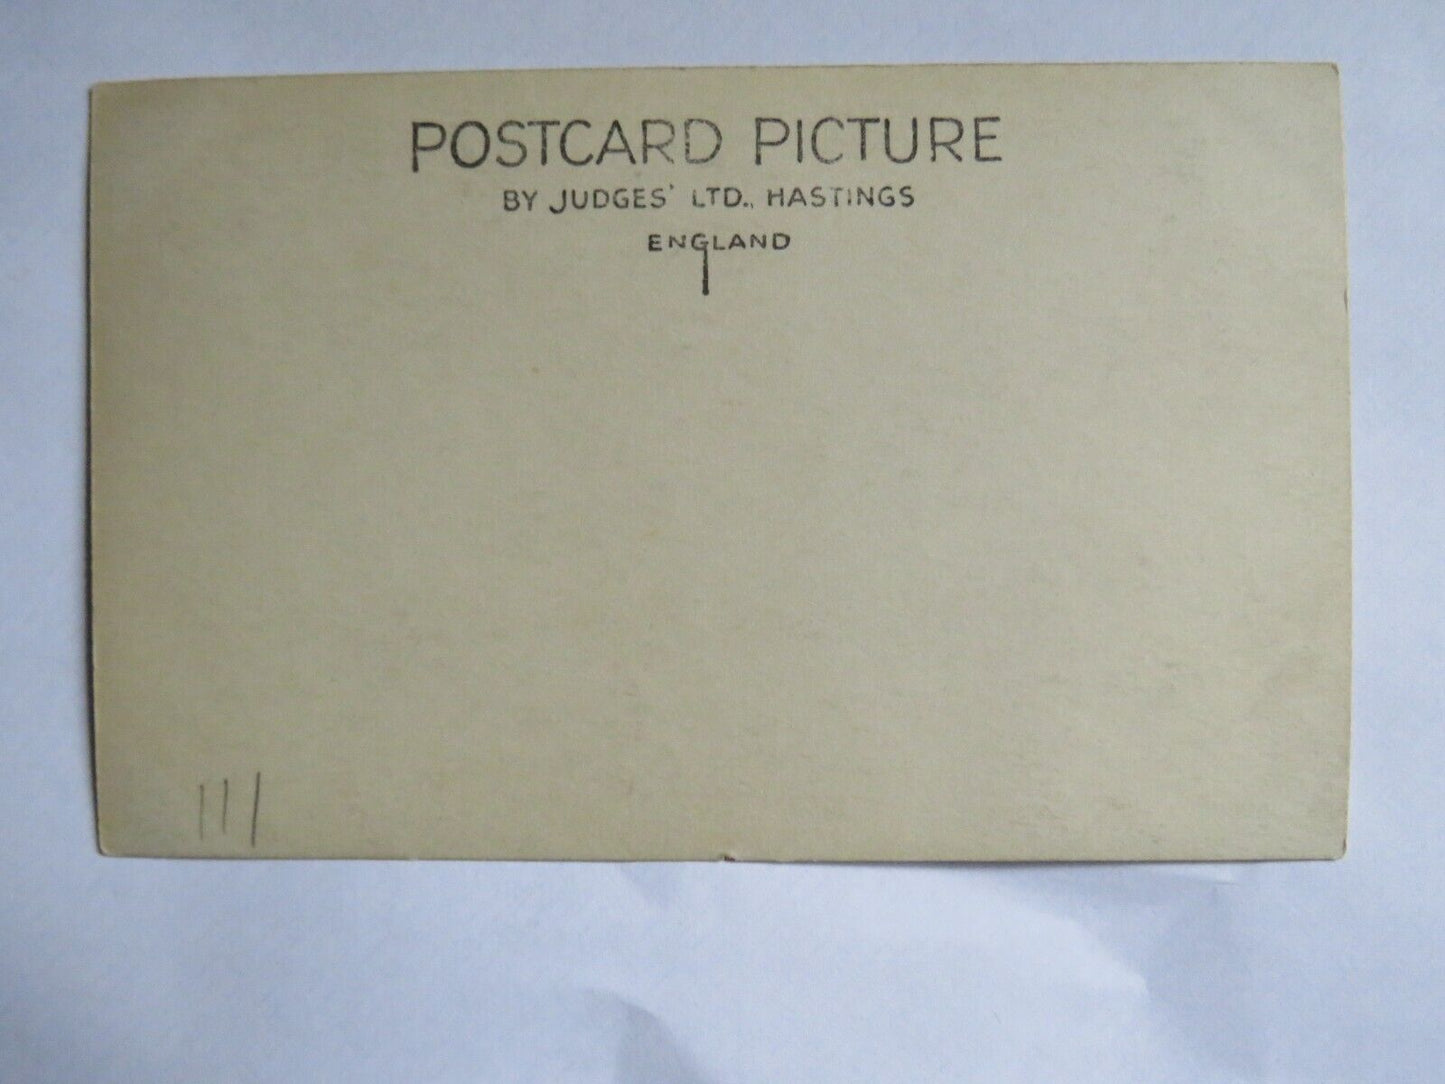 POSTCARD PICTURE
BY JUDGES' LTD., HASTINGS
ENGLAND
111